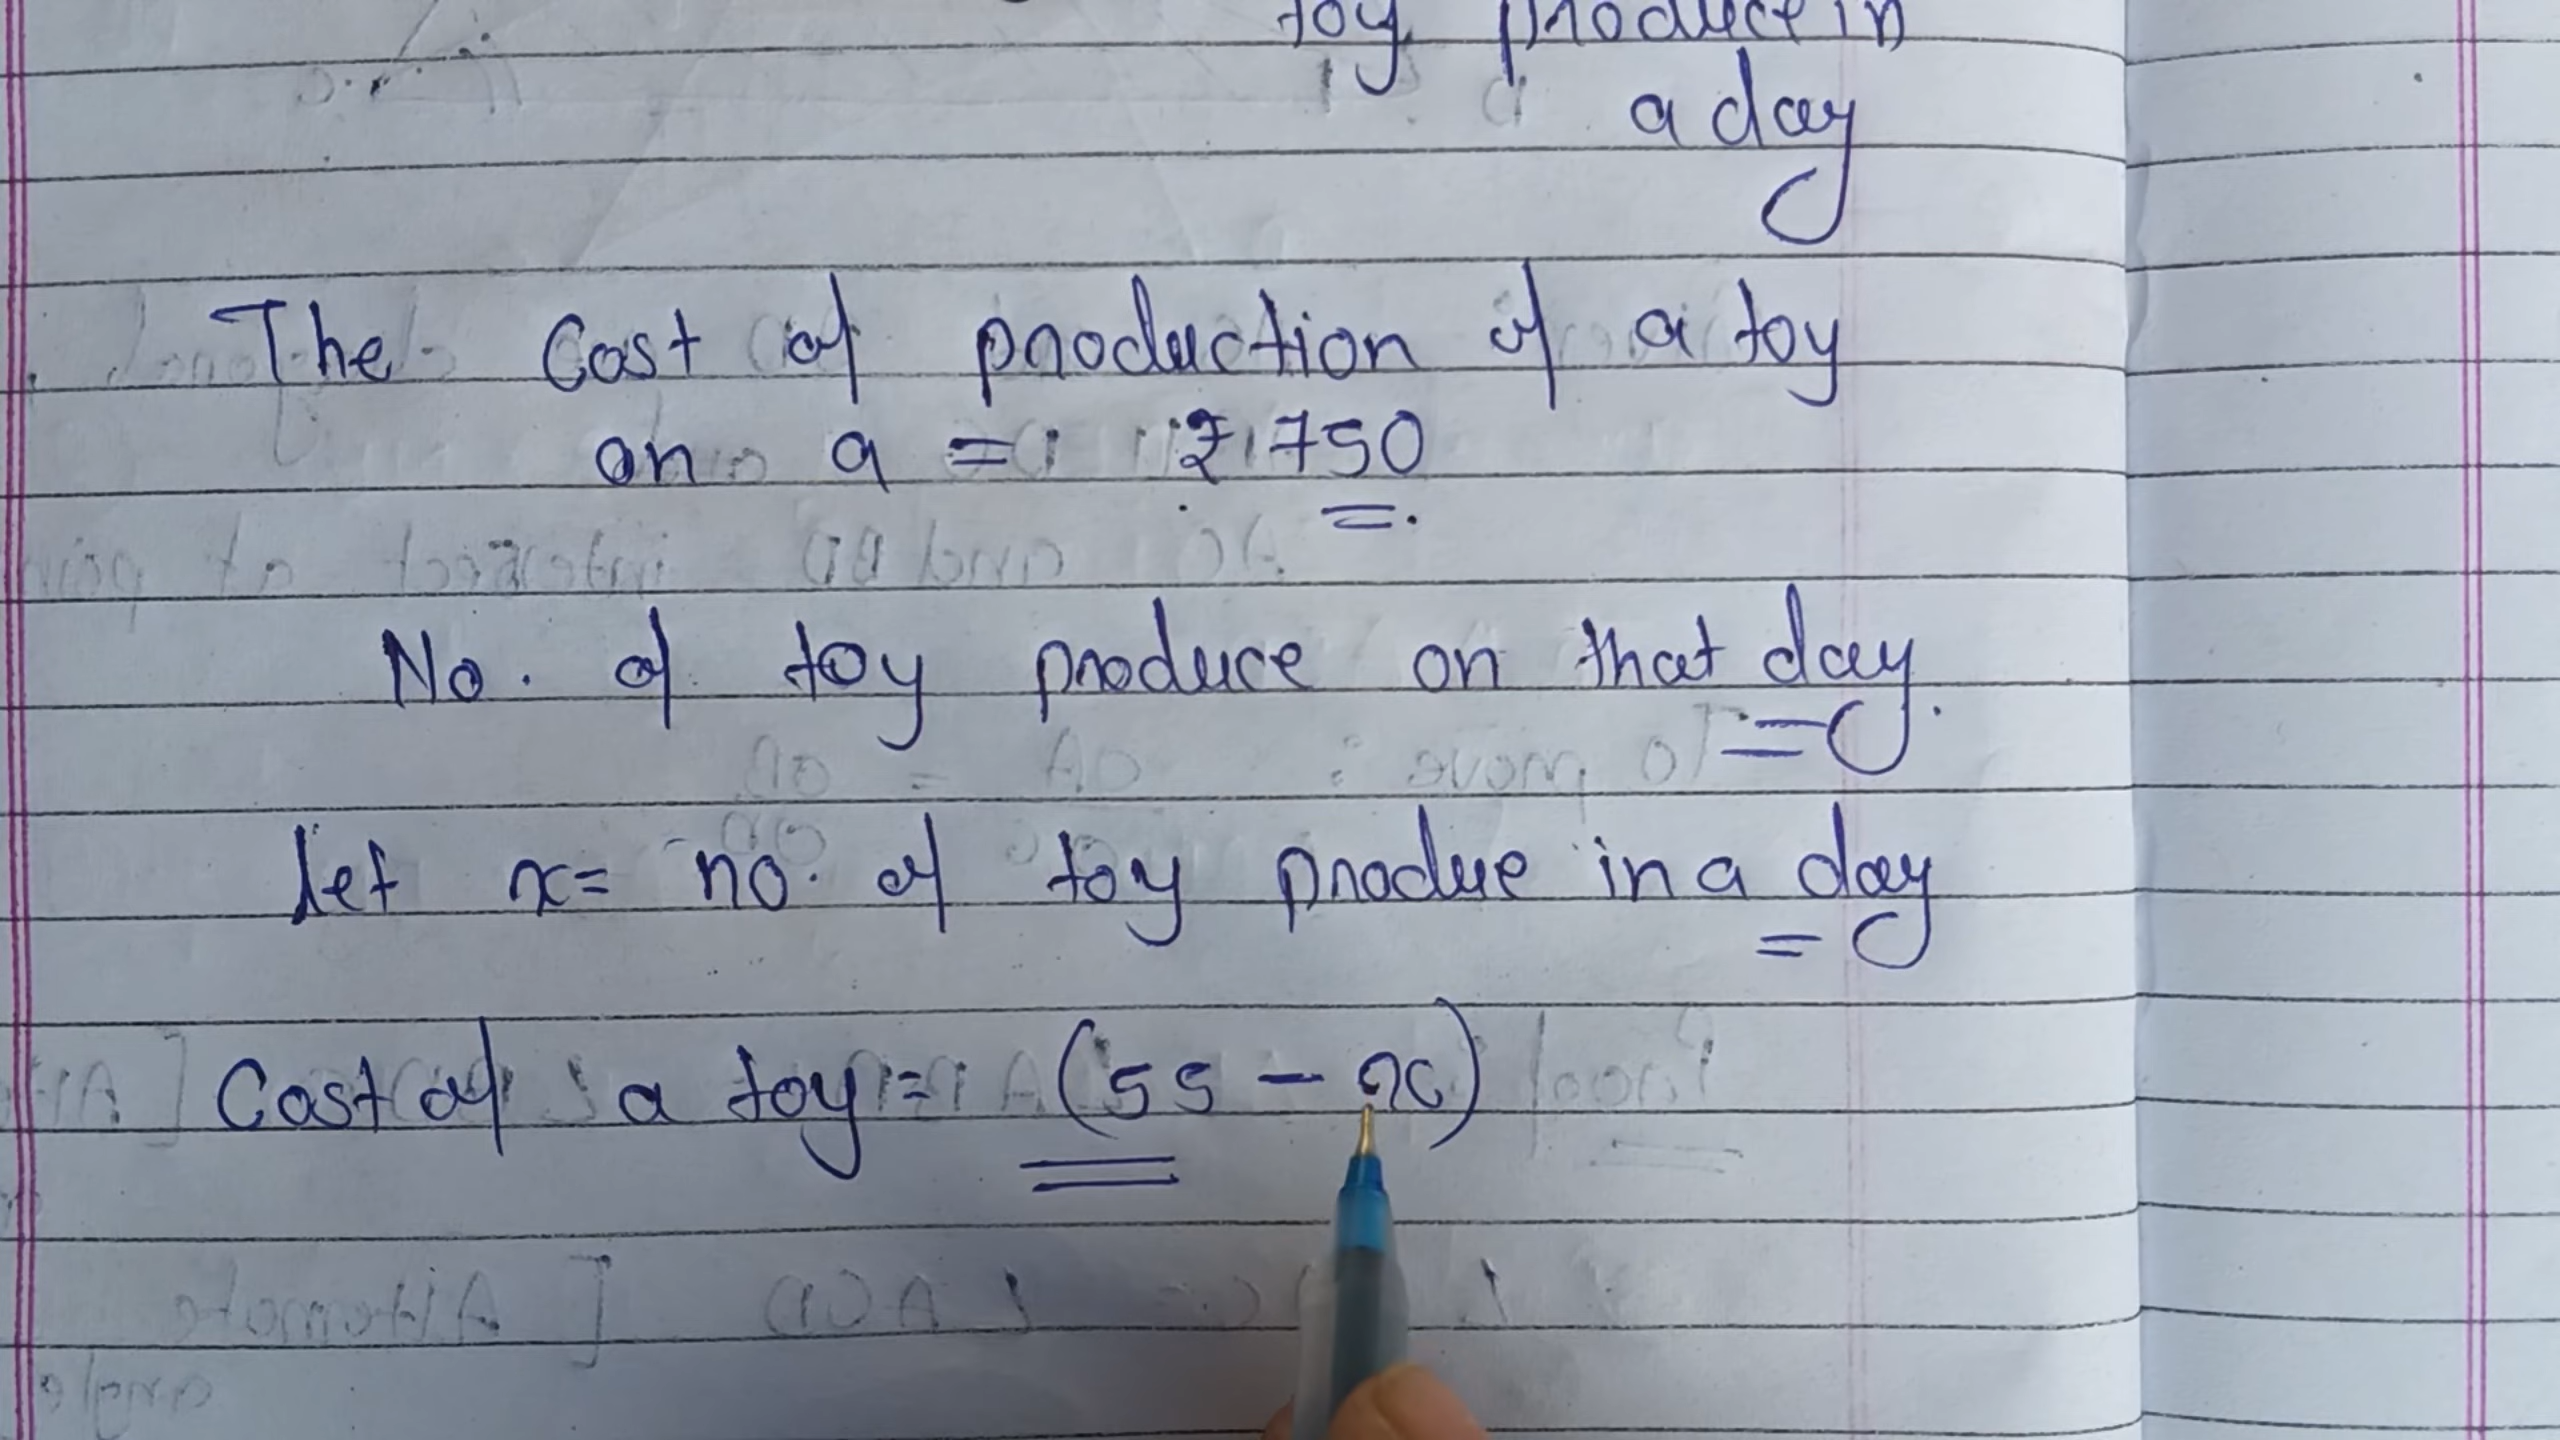 toy produce in
a day
The Cost of production of a toy
on a = ₹ 750
No. of toy produce on that day.
=
let x = no. of toy produe in a day
=
Cost of a toy = (55 - x)